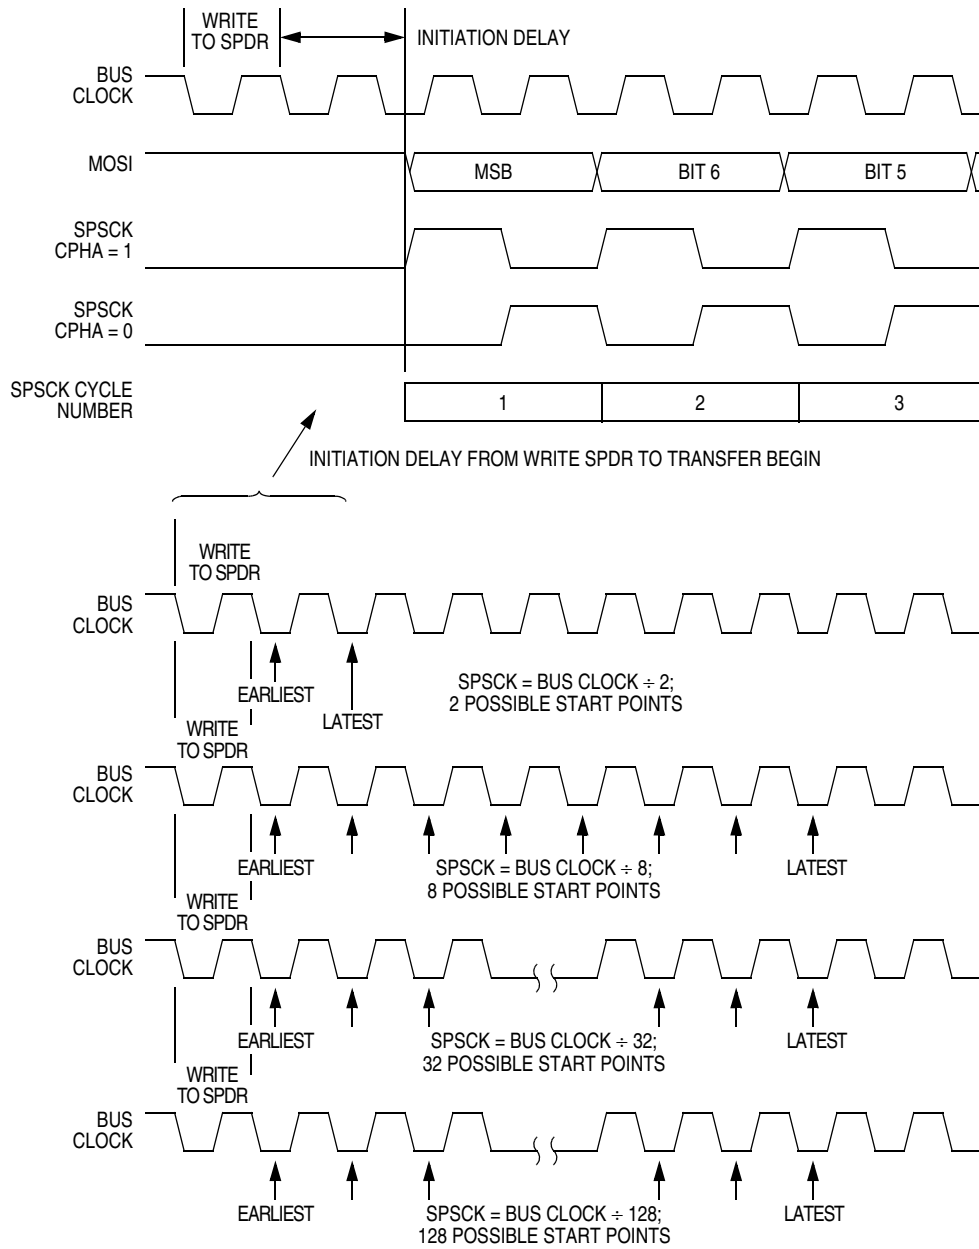 WRITE
TO SPDR
INITIATION DELAY
BUS
CLOCK
MOSI
MSB
BIT 6
BIT 5
SPSCK
CPHA = 1
SPSCK
CPHA = 0
SPSCK CYCLE
NUMBER
1
2
3
INITIATION DELAY FROM WRITE SPDR TO TRANSFER BEGIN
WRITE
TO SPDR
BUS
CLOCK
EARLIEST
LATEST
SPSCK = BUS CLOCK ÷ 2;
2 POSSIBLE START POINTS
WRITE
TO SPDR
BUS
CLOCK
EARLIEST
SPSCK = BUS CLOCK ÷ 8;
8 POSSIBLE START POINTS
LATEST
WRITE
TO SPDR
BUS
CLOCK
EARLIEST
SPSCK = BUS CLOCK ÷ 32;
32 POSSIBLE START POINTS
LATEST
WRITE
TO SPDR
BUS
CLOCK
EARLIEST
SPSCK = BUS CLOCK ÷ 128;
128 POSSIBLE START POINTS
LATEST